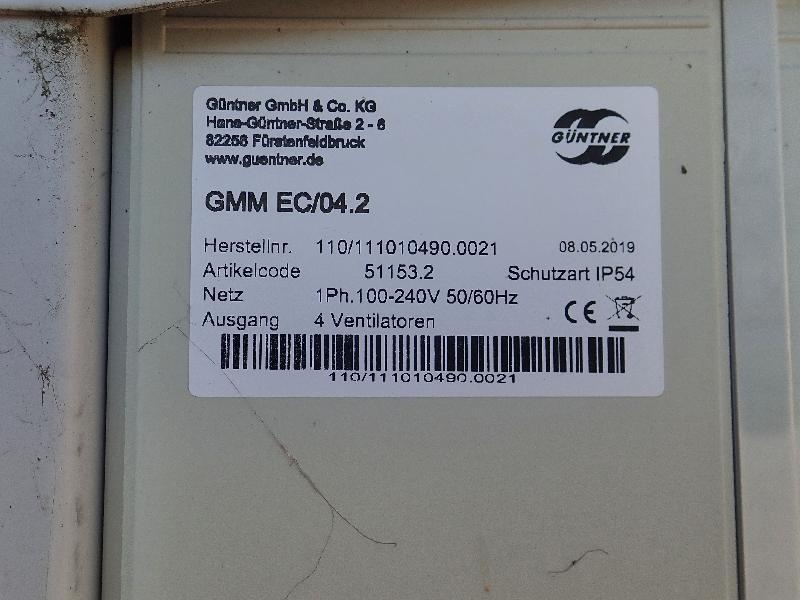 Güntner GmbH & Co. KG
Hans-Güntner-Straße 2 - 6
82256 Fürstenfeldbruck
www.guentner.de
GÜNTNER
GMM EC/04.2
Herstellnr. 110/111010490.0021 08.05.2019
Artikelcode 51153.2 Schutzart IP54
Netz 1Ph.100-240V 50/60Hz
Ausgang 4 Ventilatoren
CE
110/111010490.0021